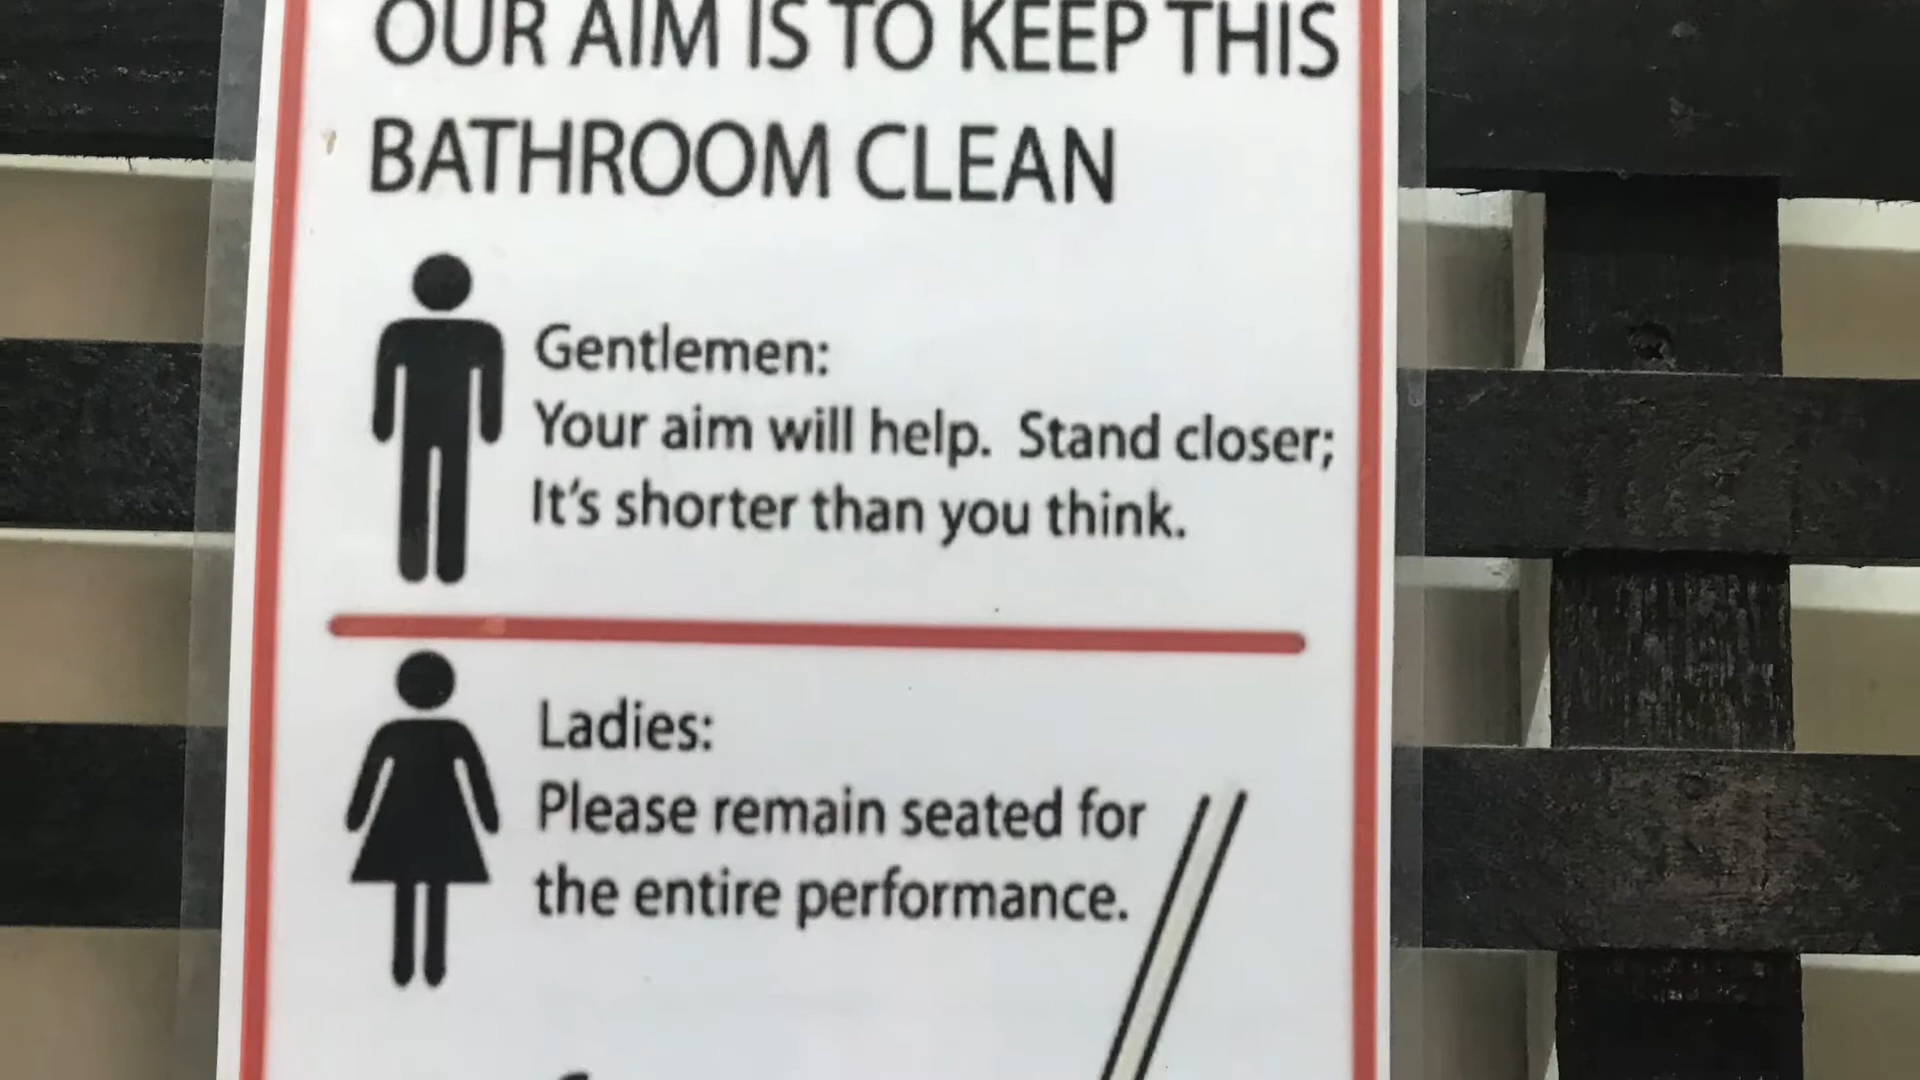 OUR AIM IS TO KEEP THIS
BATHROOM CLEAN
Gentlemen:
Your aim will help. Stand closer;
It's shorter than you think.
Ladies:
Please remain seated for
the entire performance.